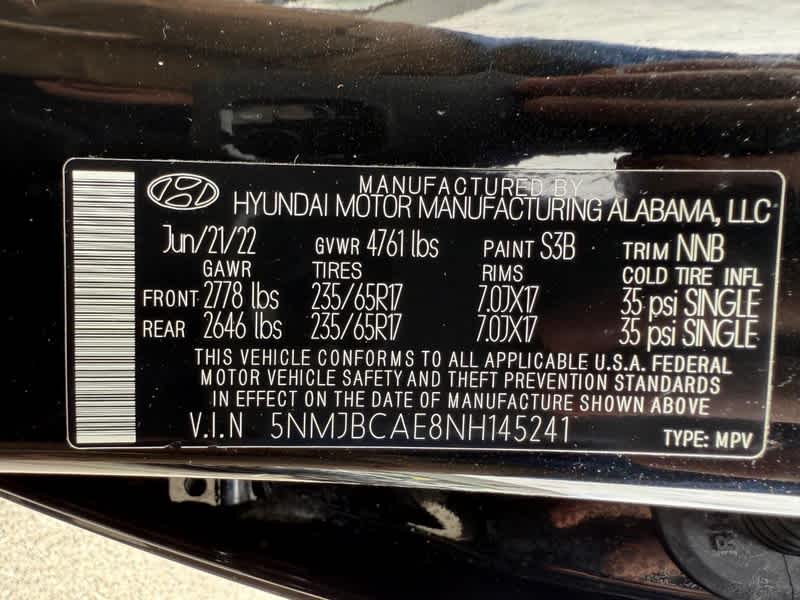 MANUFACTURED BY
HYUNDAI MOTOR MANUFACTURING ALABAMA, LLC
Jun/21/22 GVWR 4761 lbs PAINT S3B TRIM NNB
GAWR TIRES RIMS COLD TIRE INFL
FRONT 2778 lbs 235/65R17 7.0JX17 35 psi SINGLE
REAR 2646 lbs 235/65R17 7.0JX17 35 psi SINGLE
THIS VEHICLE CONFORMS TO ALL APPLICABLE U.S.A. FEDERAL
MOTOR VEHICLE SAFETY AND THEFT PREVENTION STANDARDS
IN EFFECT ON THE DATE OF MANUFACTURE SHOWN ABOVE
V.I.N 5NMJBCAE8NH145241 TYPE: MPV